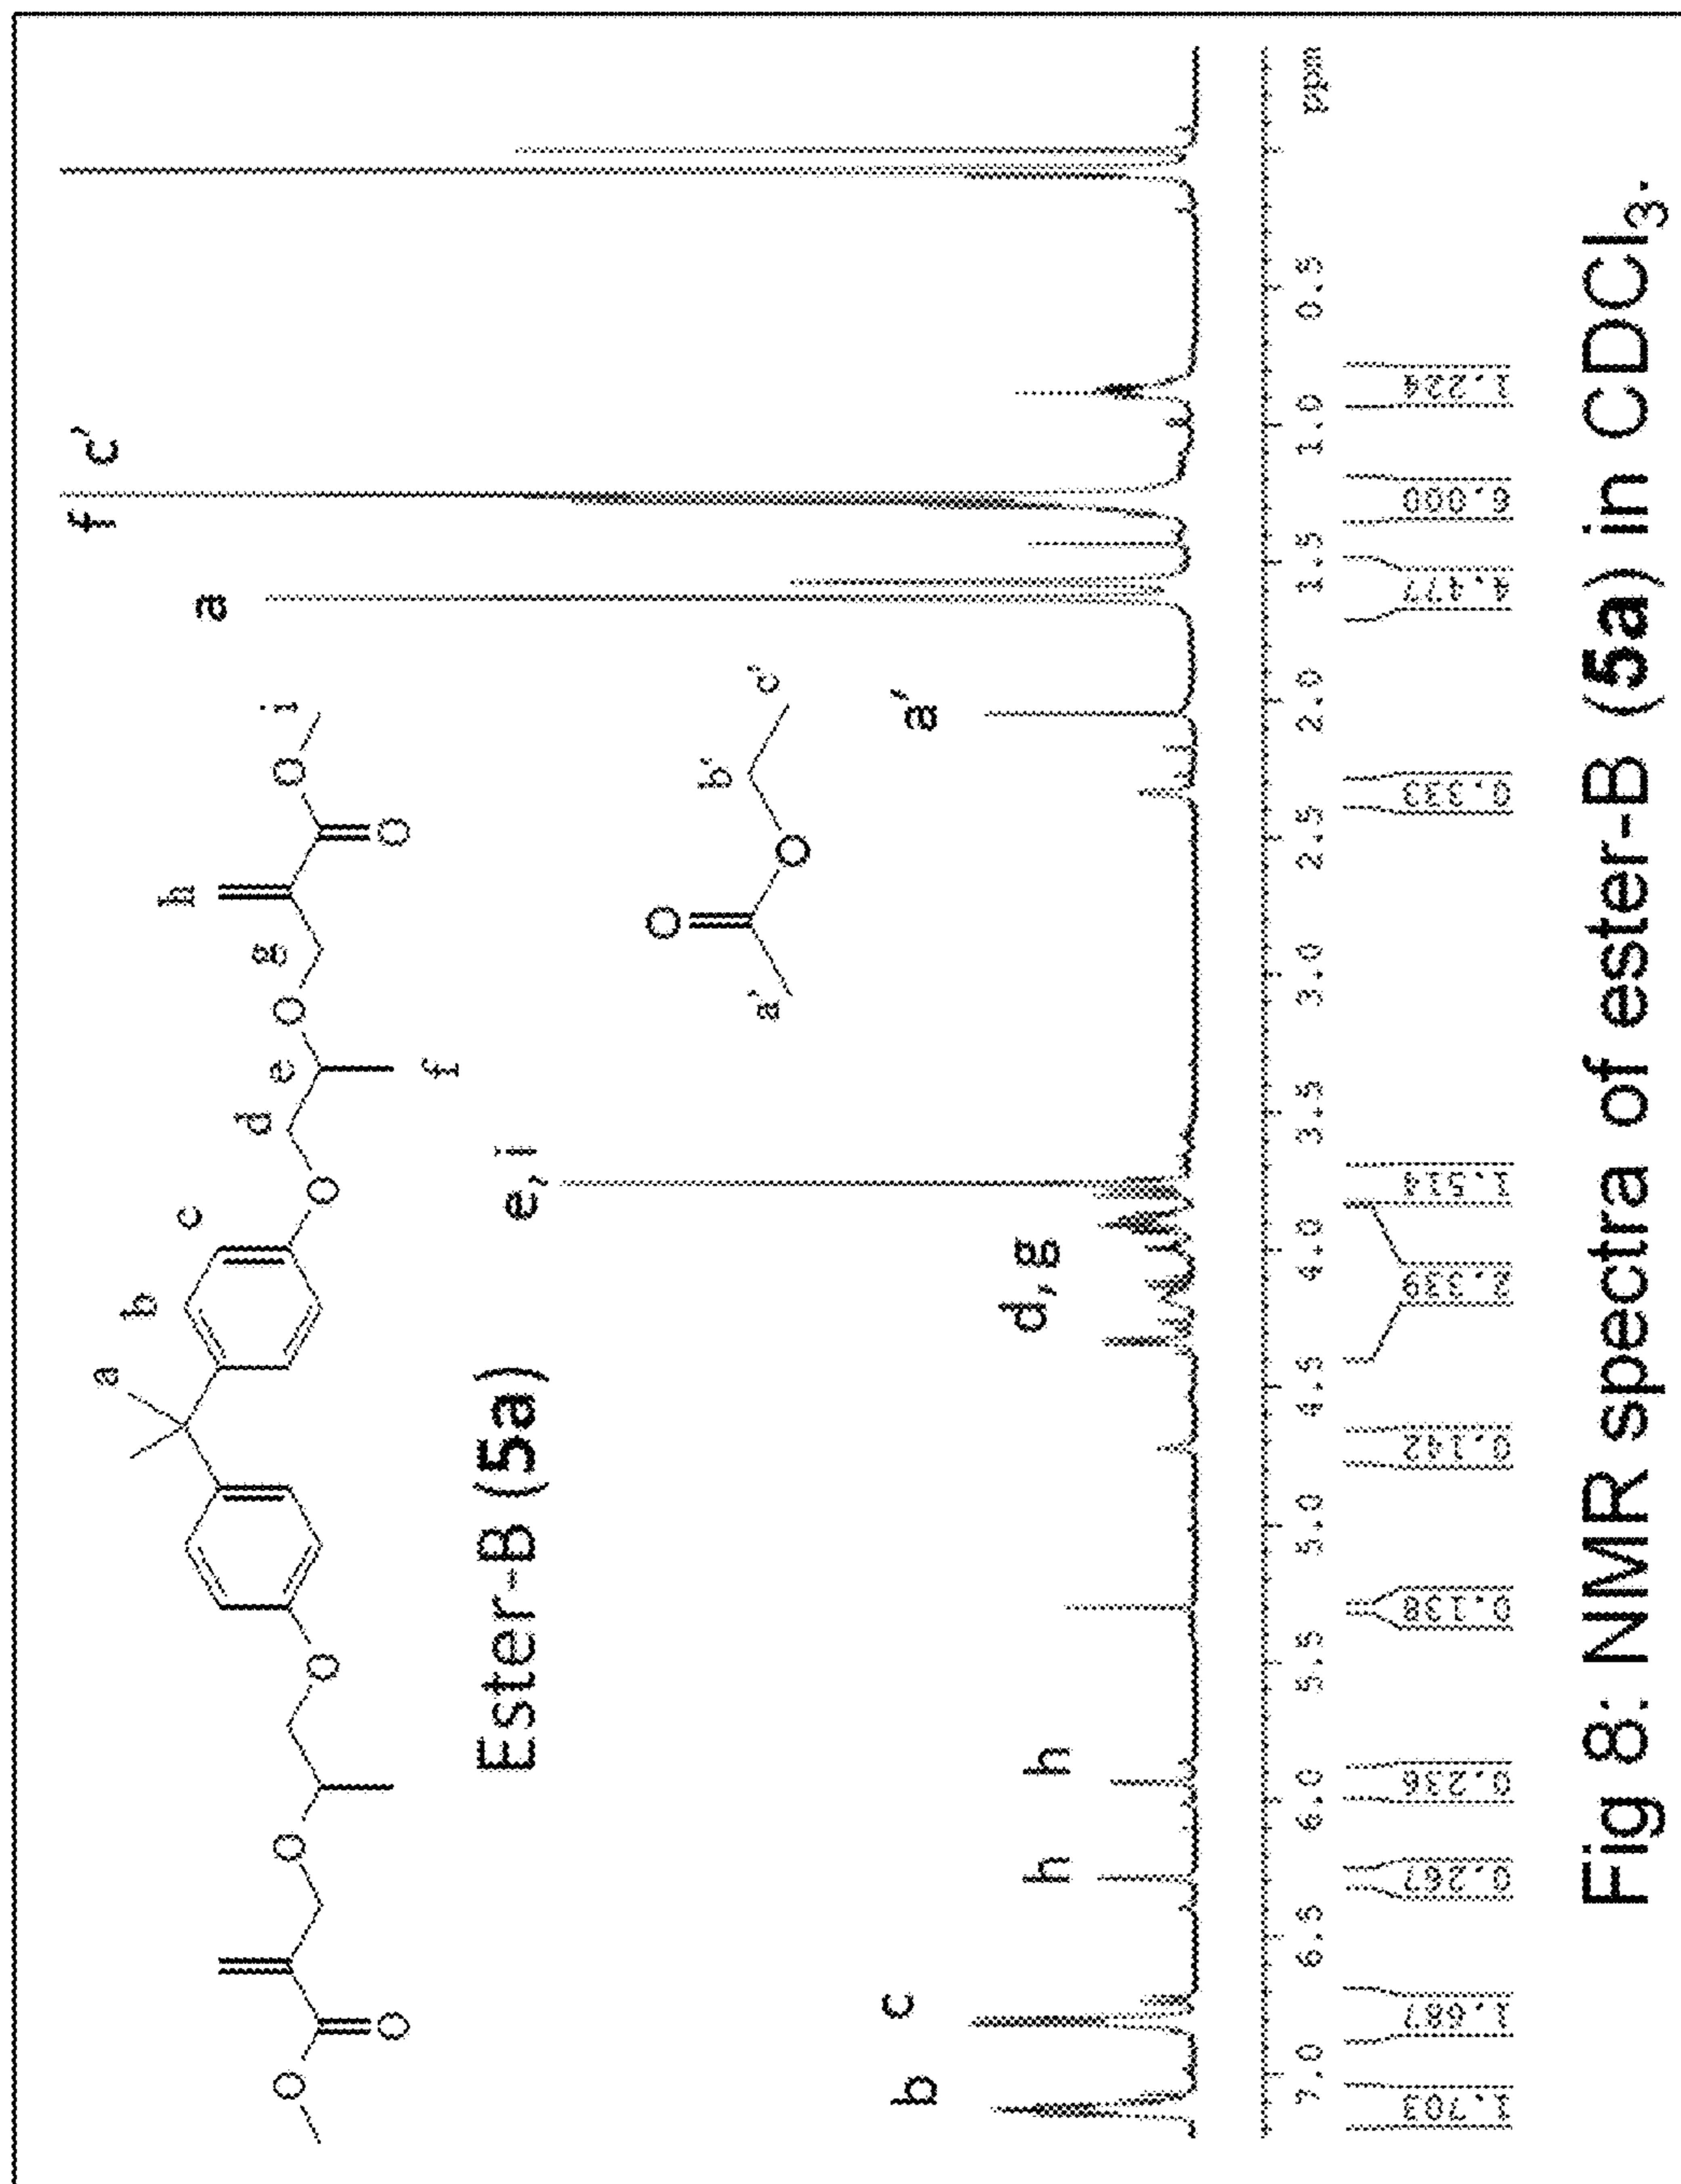 a
b
c
d
e
f
g
h
i
O
O
O
O
O
O
O
O
Ester-B (5a)
O
O
a'
b'
c'
b
c
h
h
d, g
e, i
a'
a
f
c'
7.0
6.5
6.0
5.5
5.0
4.5
4.0
3.5
3.0
2.5
2.0
1.5
1.0
0.5
ppm
1.703
1.687
0.267
0.236
0.138
0.142
2.339
1.514
0.333
4.477
6.000
1.224
Fig 8: NMR spectra of ester-B (5a) in CDCl₃.